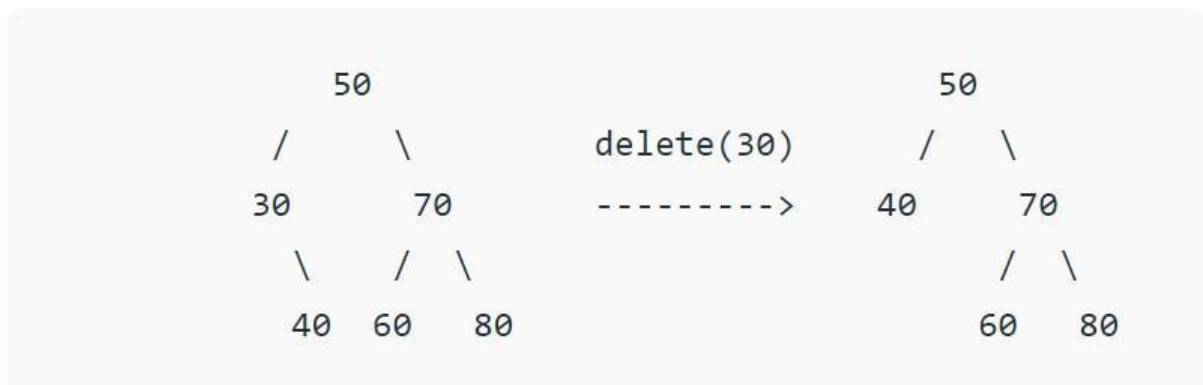 50 50
/ \ delete(30) / \
30 70 ---------> 40 70
\ / \ / \
40 60 80 60 80